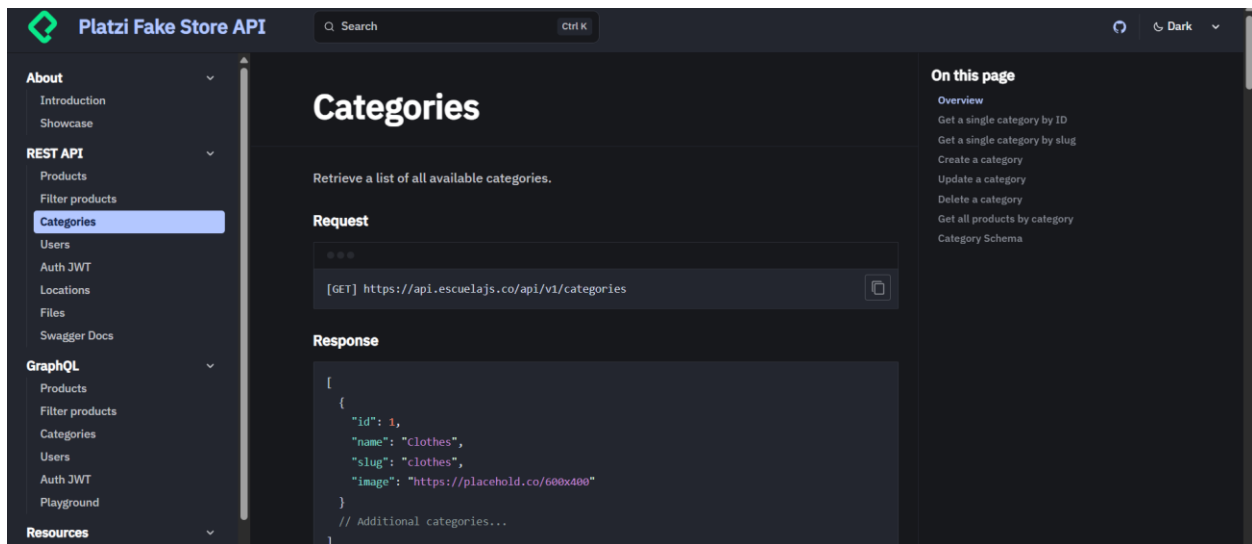 Platzi Fake Store API
Search
Ctrl K
Dark
About
Introduction
Showcase
REST API
Products
Filter products
Categories
Users
Auth JWT
Locations
Files
Swagger Docs
GraphQL
Products
Filter products
Categories
Users
Auth JWT
Playground
Resources
Categories
Retrieve a list of all available categories.
Request
[GET] https://api.escuelajs.co/api/v1/categories
Response
[
{
"id": 1,
"name": "Clothes",
"slug": "clothes",
"image": "https://placehold.co/600x400"
}
// Additional categories...
]
On this page
Overview
Get a single category by ID
Get a single category by slug
Create a category
Update a category
Delete a category
Get all products by category
Category Schema